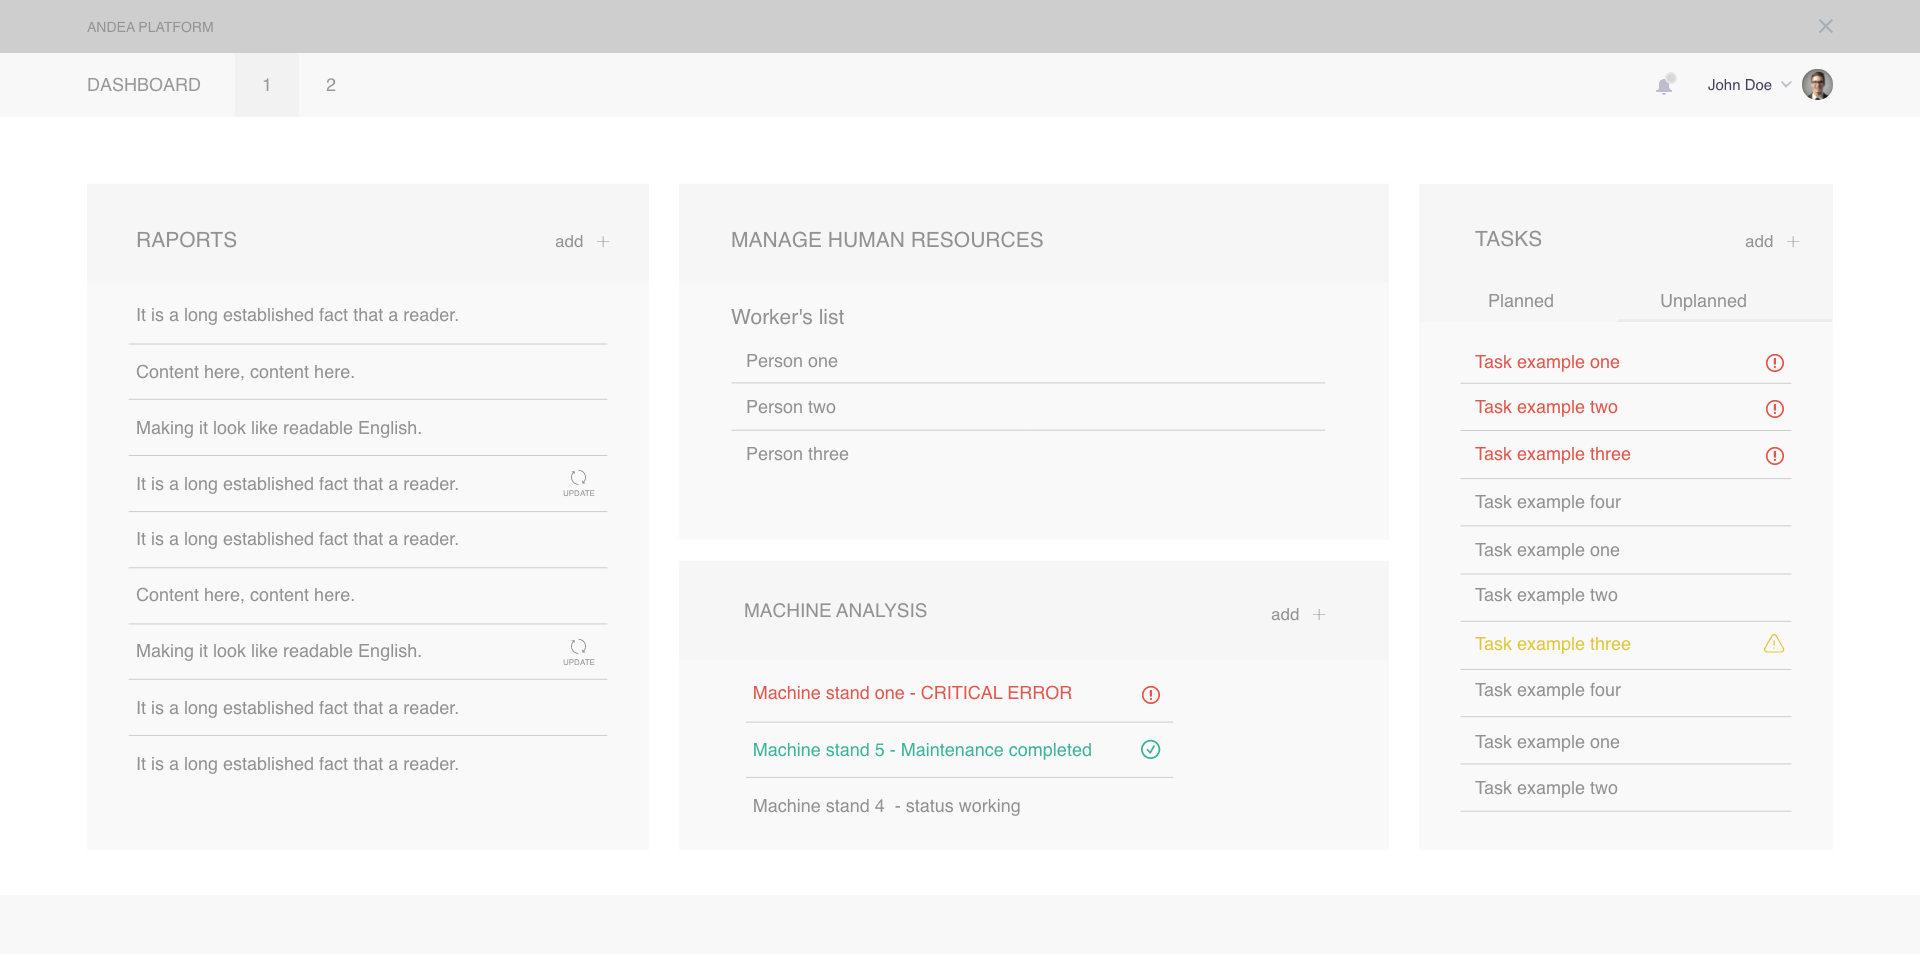 ANDEA PLATFORM
DASHBOARD 1 2
John Doe
RAPORTS
add
It is a long established fact that a reader.
Content here, content here.
Making it look like readable English.
It is a long established fact that a reader.
UPDATE
It is a long established fact that a reader.
Content here, content here.
Making it look like readable English.
UPDATE
It is a long established fact that a reader.
It is a long established fact that a reader.
MANAGE HUMAN RESOURCES
Worker's list
Person one
Person two
Person three
MACHINE ANALYSIS
add
Machine stand one - CRITICAL ERROR
Machine stand 5 - Maintenance completed
Machine stand 4 - status working
TASKS
add
Planned
Unplanned
Task example one
Task example two
Task example three
Task example four
Task example one
Task example two
Task example three
Task example four
Task example one
Task example two